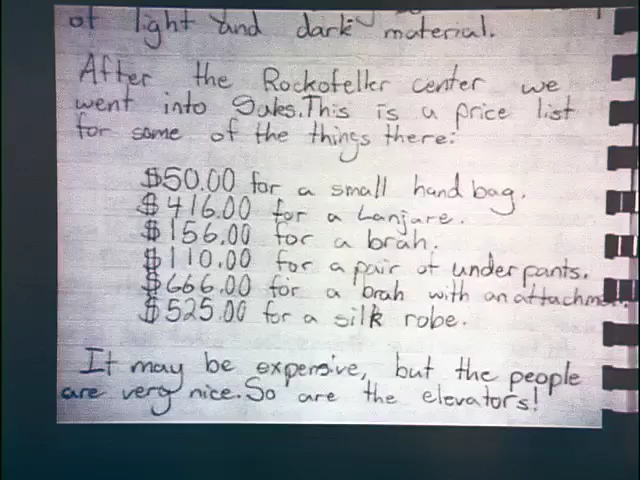 of light and dark material.
After the Rockofeller center we
went into Saks. This is a price list
for some of the things there:
$50.00 for a small hand bag.
$416.00 for a Lanjare.
$156.00 for a brah.
$110.00 for a pair of under pants.
$666.00 for a brah with an attachmen
$525.00 for a silk robe.
It may be expensive, but the people
are very nice. So are the elevators!